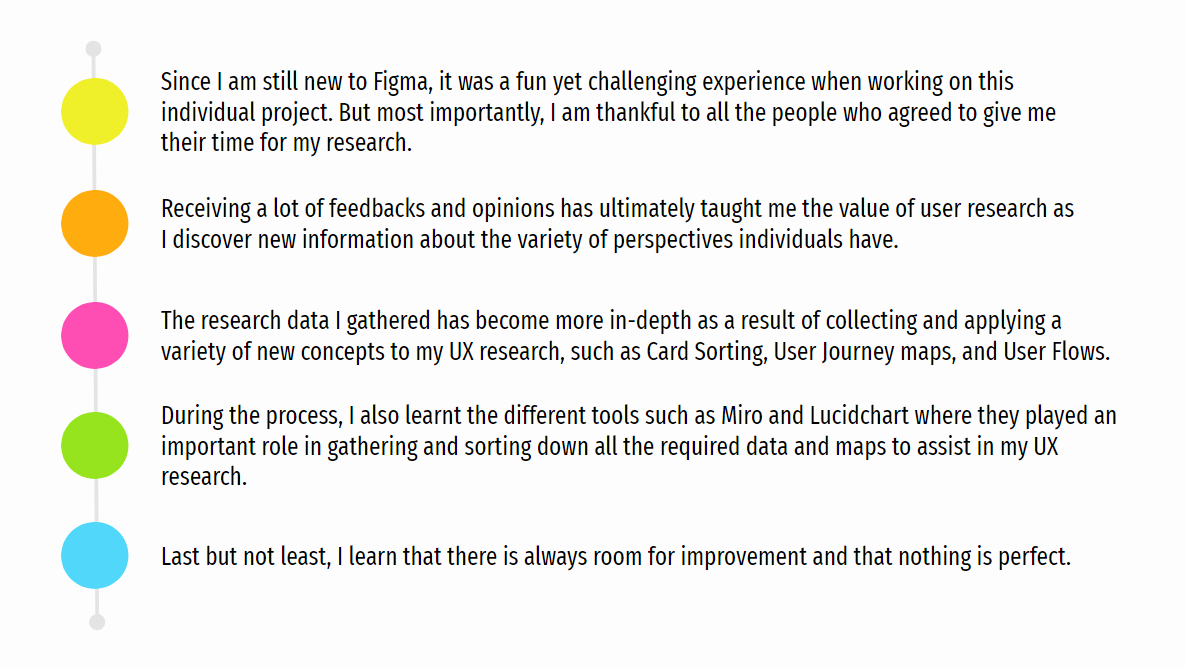 Since I am still new to Figma, it was a fun yet challenging experience when working on this
individual project. But most importantly, I am thankful to all the people who agreed to give me
their time for my research.
Receiving a lot of feedbacks and opinions has ultimately taught me the value of user research as
I discover new information about the variety of perspectives individuals have.
The research data I gathered has become more in-depth as a result of collecting and applying a
variety of new concepts to my UX research, such as Card Sorting, User Journey maps, and User Flows.
During the process, I also learnt the different tools such as Miro and Lucidchart where they played an
important role in gathering and sorting down all the required data and maps to assist in my UX
research.
Last but not least, I learn that there is always room for improvement and that nothing is perfect.